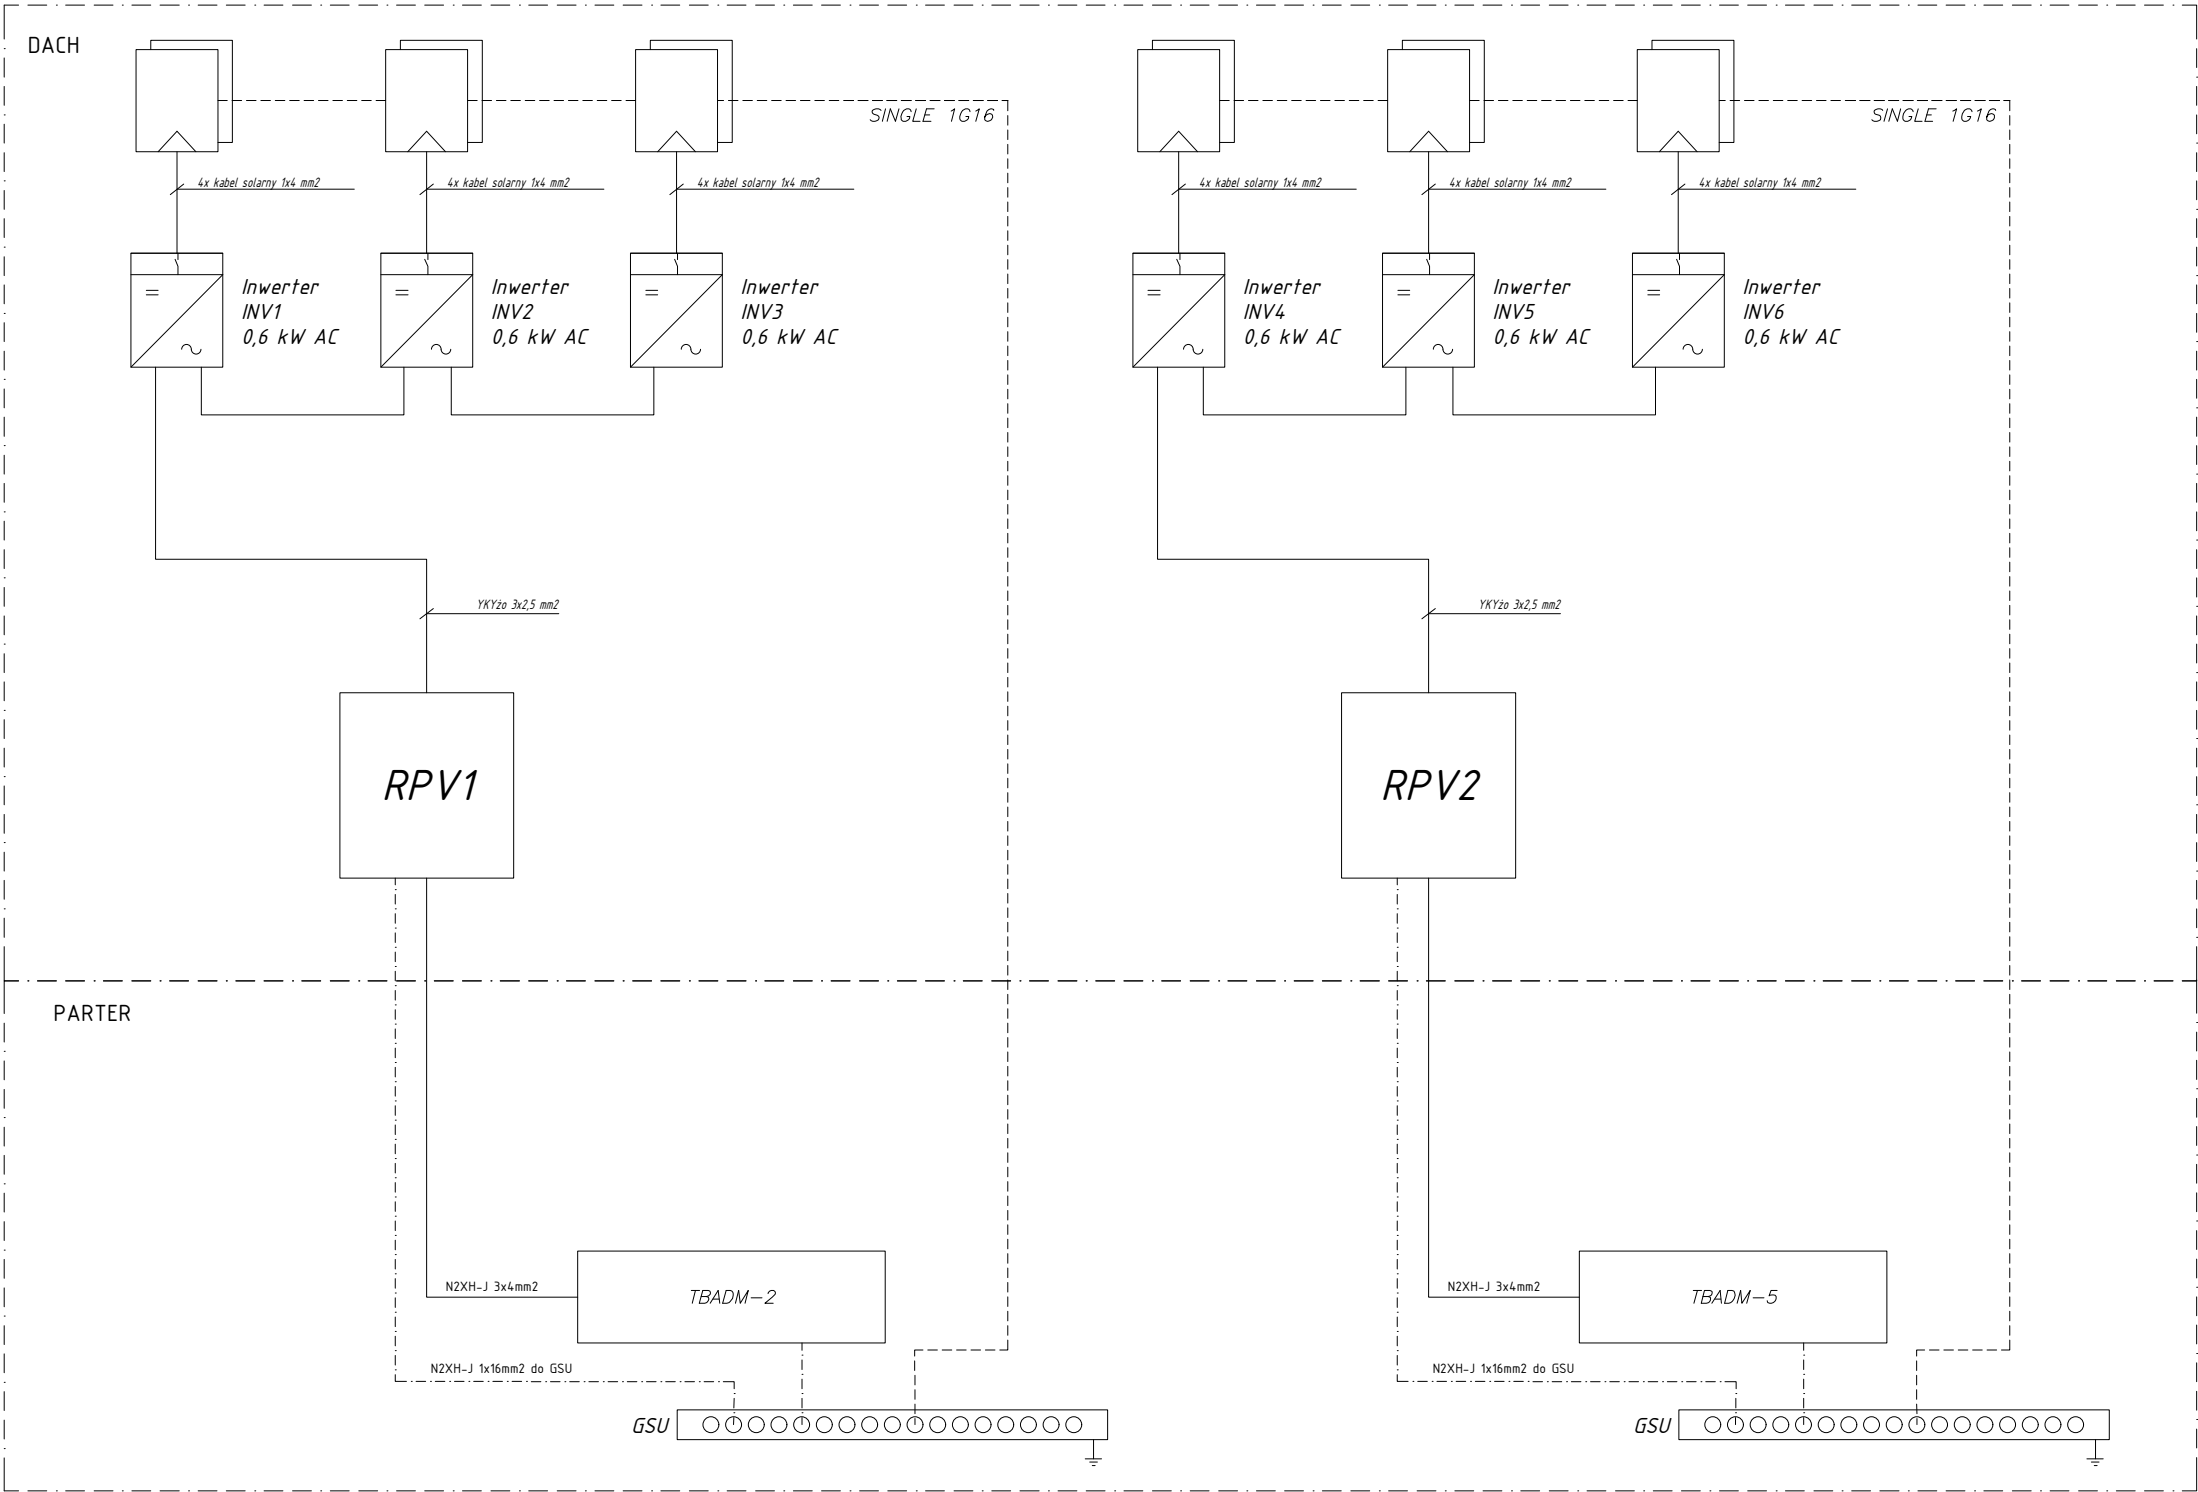 DACH
SINGLE 1G16
SINGLE 1G16
4x kabel solarny 1x4 mm2
4x kabel solarny 1x4 mm2
4x kabel solarny 1x4 mm2
4x kabel solarny 1x4 mm2
4x kabel solarny 1x4 mm2
4x kabel solarny 1x4 mm2
Inwerter
INV1
0,6 kW AC
Inwerter
INV2
0,6 kW AC
Inwerter
INV3
0,6 kW AC
Inwerter
INV4
0,6 kW AC
Inwerter
INV5
0,6 kW AC
Inwerter
INV6
0,6 kW AC
YKYżo 3x2,5 mm2
YKYżo 3x2,5 mm2
RPV1
RPV2
PARTER
N2XH-J 3x4mm2
TBADM-2
N2XH-J 3x4mm2
TBADM-5
N2XH-J 1x16mm2 do GSU
N2XH-J 1x16mm2 do GSU
GSU
GSU